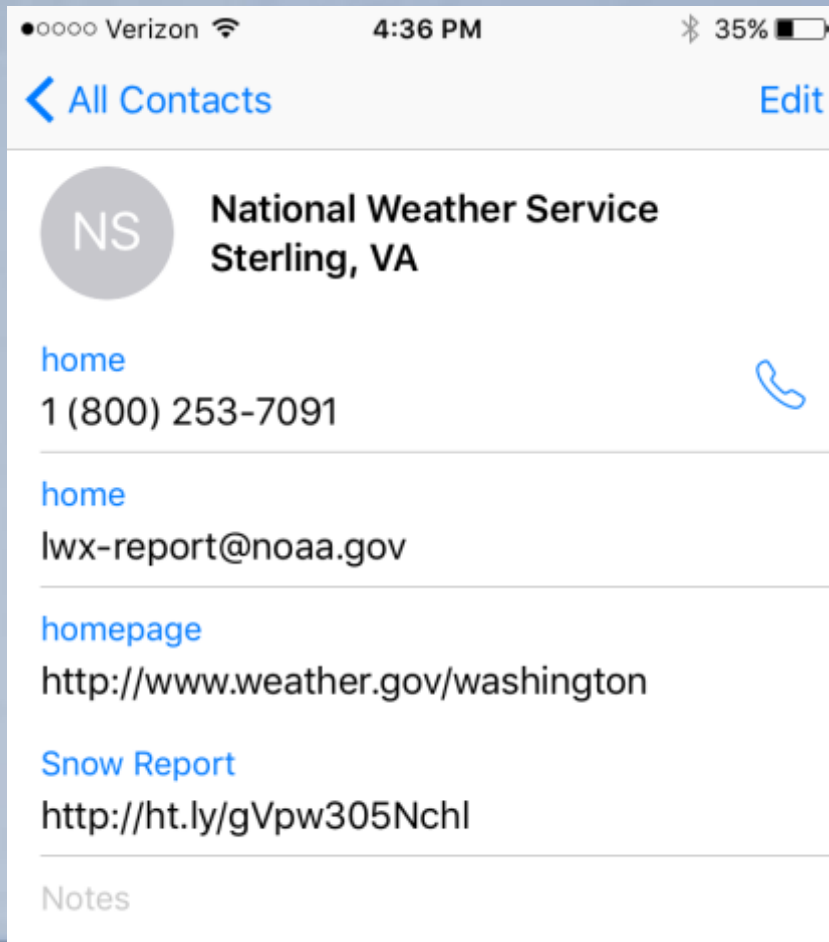 Verizon 4:36 PM 35%
All Contacts Edit
NS
National Weather Service
Sterling, VA
home
1 (800) 253-7091
home
lwx-report@noaa.gov
homepage
http://www.weather.gov/washington
Snow Report
http://ht.ly/gVpw305Nchl
Notes